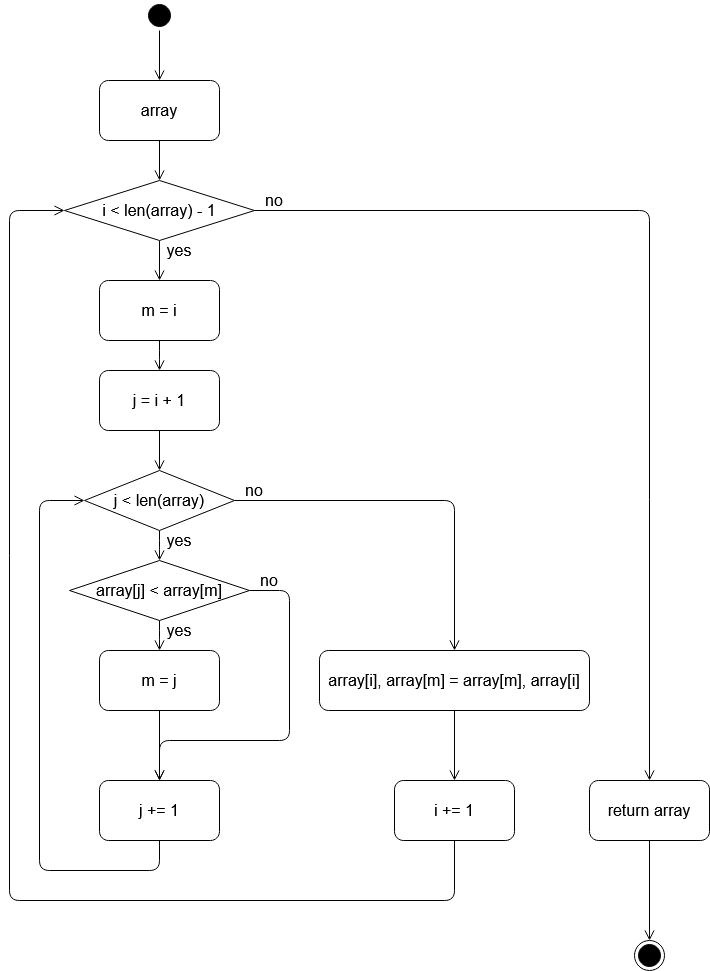 array
i < len(array) - 1
no
yes
m = i
j = i + 1
j < len(array)
no
yes
array[j] < array[m]
no
yes
m = j
array[i], array[m] = array[m], array[i]
j += 1
i += 1
return array